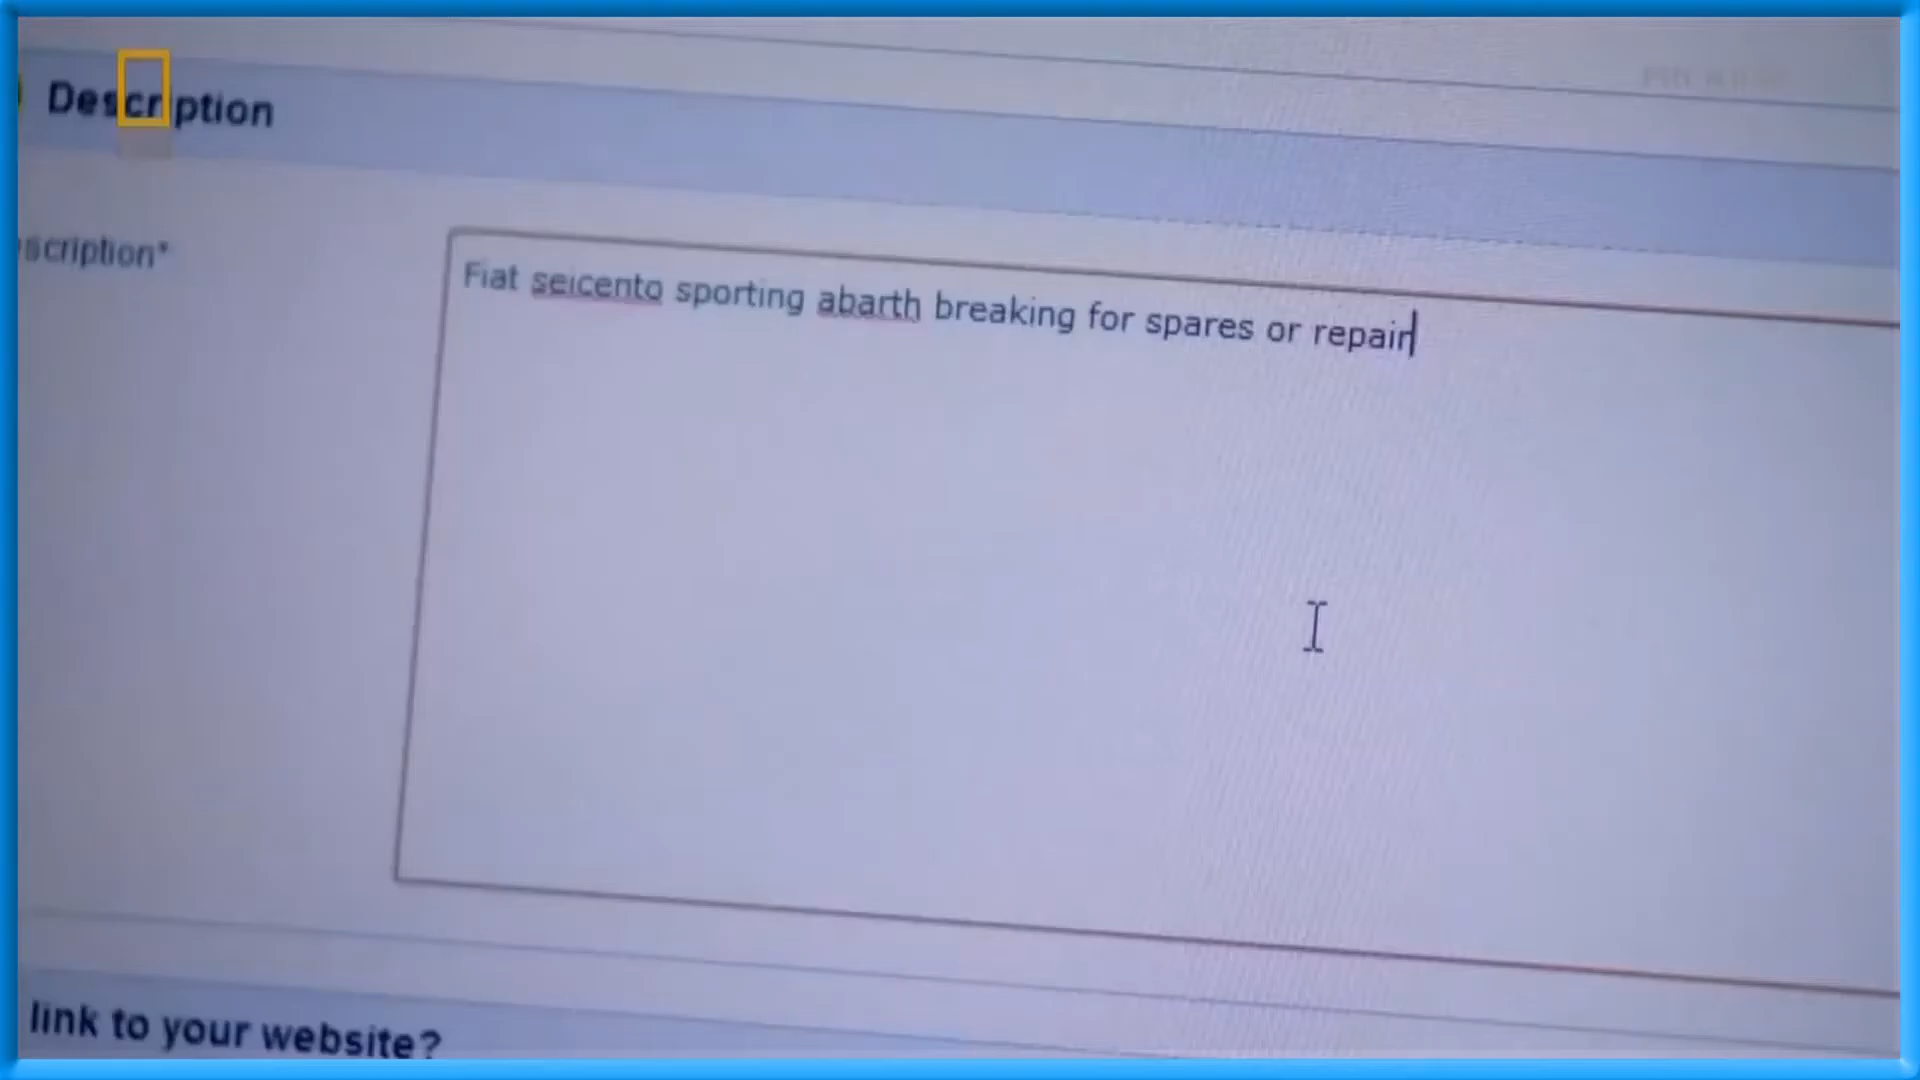 Description
scription*
Fiat seicento sporting abarth breaking for spares or repair
link to your website?